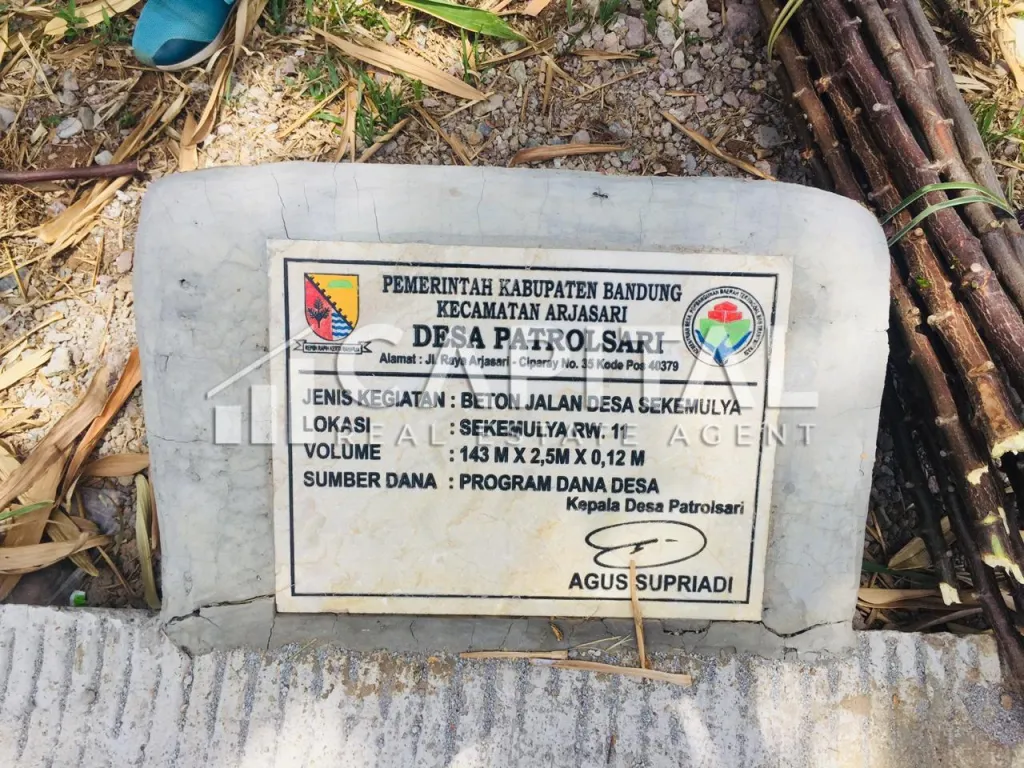 PEMERINTAH KABUPATEN BANDUNG
KECAMATAN ARJASARI
DESA PATROLSARI
Alamat : Jl. Raya Arjasari - Ciparay No. 35 Kode Pos 40379
JENIS KEGIATAN : BETON JALAN DESA SEKEMULYA
LOKASI : SEKEMULYA RW. 11
VOLUME : 143 M X 2,5M X 0,12 M
SUMBER DANA : PROGRAM DANA DESA
Kepala Desa Patrolsari
AGUS SUPRIADI
CAPITAL
REAL ESTATE AGENT